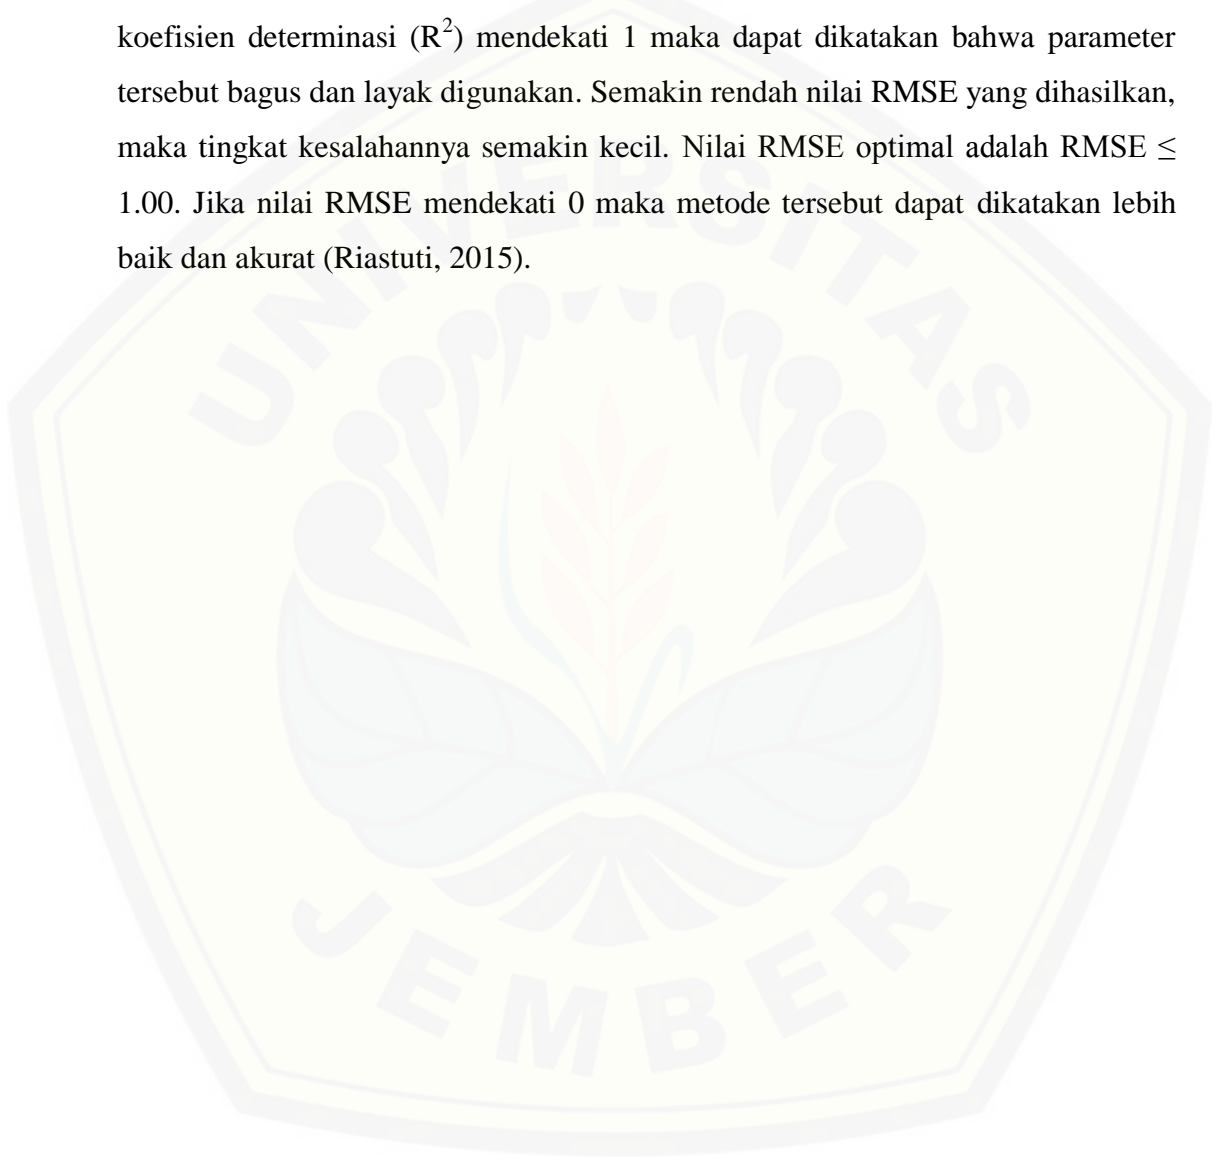 koefisien determinasi (R²) mendekati 1 maka dapat dikatakan bahwa parameter
tersebut bagus dan layak digunakan. Semakin rendah nilai RMSE yang dihasilkan,
maka tingkat kesalahannya semakin kecil. Nilai RMSE optimal adalah RMSE ≤
1.00. Jika nilai RMSE mendekati 0 maka metode tersebut dapat dikatakan lebih
baik dan akurat (Riastuti, 2015).
UNIVERSITAS
JEMBER